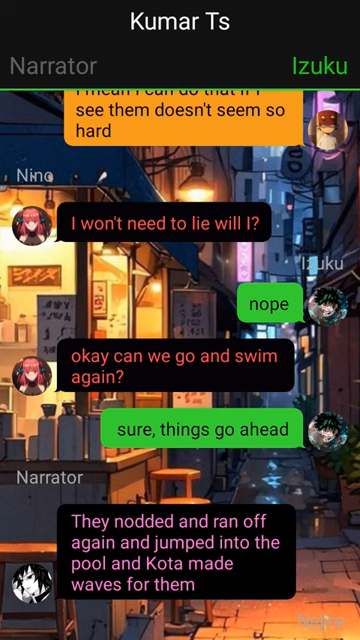 Kumar Ts
Narrator
Izuku
I mean I can do that if I
see them doesn't seem so
hard
Nino
I won't need to lie will I?
Izuku
nope
okay can we go and swim
again?
sure, things go ahead
Narrator
They nodded and ran off
again and jumped into the
pool and Kota made
waves for them